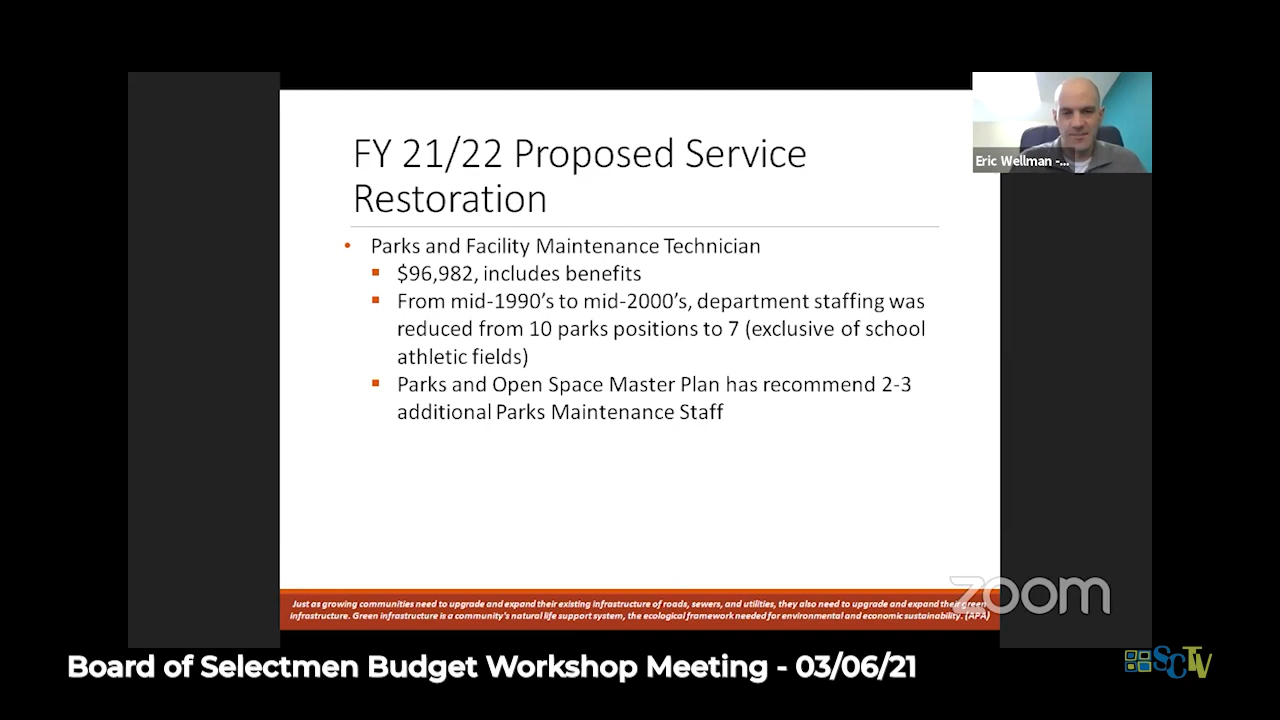 FY 21/22 Proposed Service
Restoration
Eric Wellman -...
• Parks and Facility Maintenance Technician
▪ $96,982, includes benefits
▪ From mid-1990’s to mid-2000’s, department staffing was
reduced from 10 parks positions to 7 (exclusive of school
athletic fields)
▪ Parks and Open Space Master Plan has recommend 2-3
additional Parks Maintenance Staff
Just as growing communities need to upgrade and expand their existing infrastructure of roads, sewers, and utilities, they also need to upgrade and expand their green
infrastructure. Green infrastructure is a community's natural life support system, the ecological framework needed for environmental and economic sustainability. (APA)
zoom
Board of Selectmen Budget Workshop Meeting - 03/06/21
SCTV